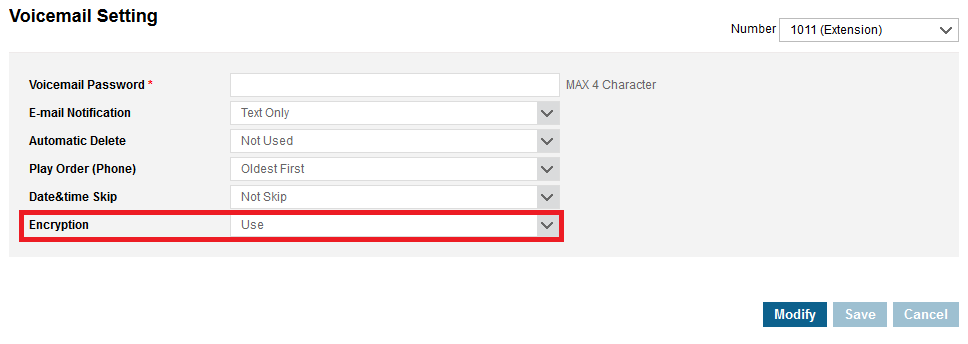 Voicemail Setting
Number 1011 (Extension)
Voicemail Password * MAX 4 Character
E-mail Notification Text Only
Automatic Delete Not Used
Play Order (Phone) Oldest First
Date&time Skip Not Skip
Encryption Use
Modify Save Cancel